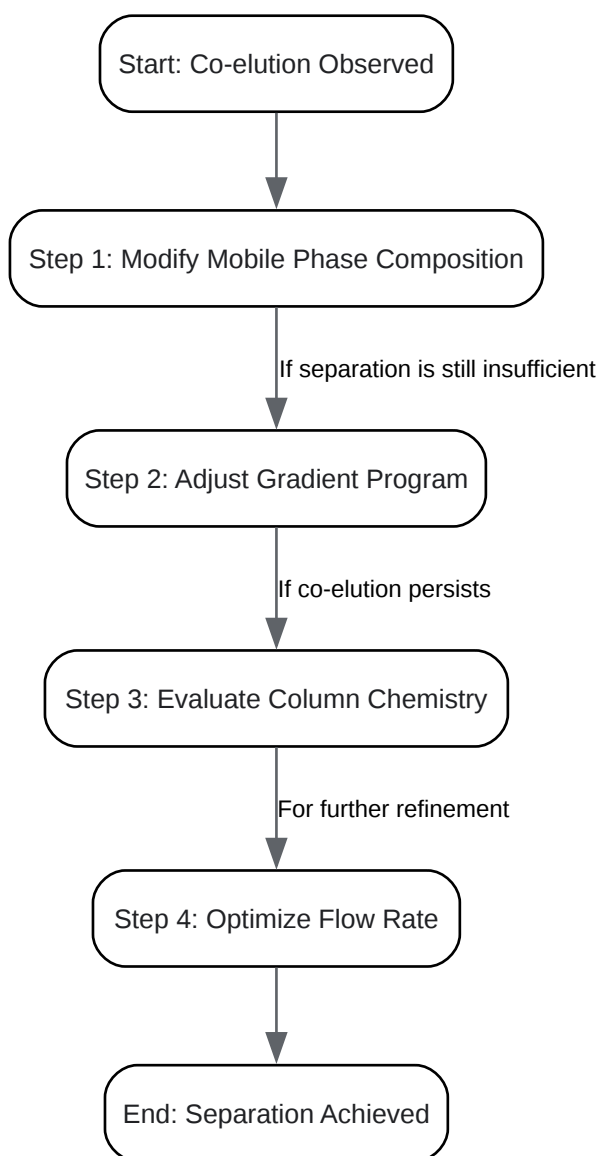 Start: Co-elution Observed
Step 1: Modify Mobile Phase Composition
If separation is still insufficient
Step 2: Adjust Gradient Program
If co-elution persists
Step 3: Evaluate Column Chemistry
For further refinement
Step 4: Optimize Flow Rate
End: Separation Achieved